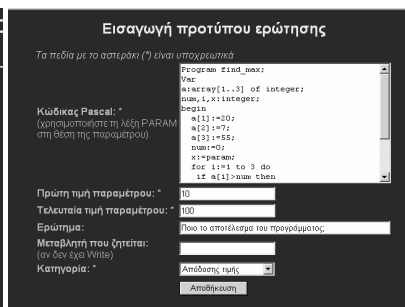 Εισαγωγή προτύπου ερώτησης
Τα πεδία με το αστεράκι (*) είναι υποχρεωτικά
Κώδικας Pascal: *
(χρησιμοποιήστε τη λέξη PARAM
στη θέση της παραμέτρου).
Program find_max;
Var
a:array[1..3] of integer;
num,i,x:integer;
begin
a[1]:=20;
a[2]:=7;
a[3]:=55;
num:=0;
x:=param;
for i:=1 to 3 do
if a[i]>num then
Πρώτη τιμή παραμέτρου: * 10
Τελευταία τιμή παραμέτρου: * 100
Ερώτημα: Ποιο το αποτέλεσμα του προγράμματος;
Μεταβλητή που ζητείται:
(αν δεν έχει Write)
Κατηγορία: * Απόδοσης τιμής
Αποθήκευση